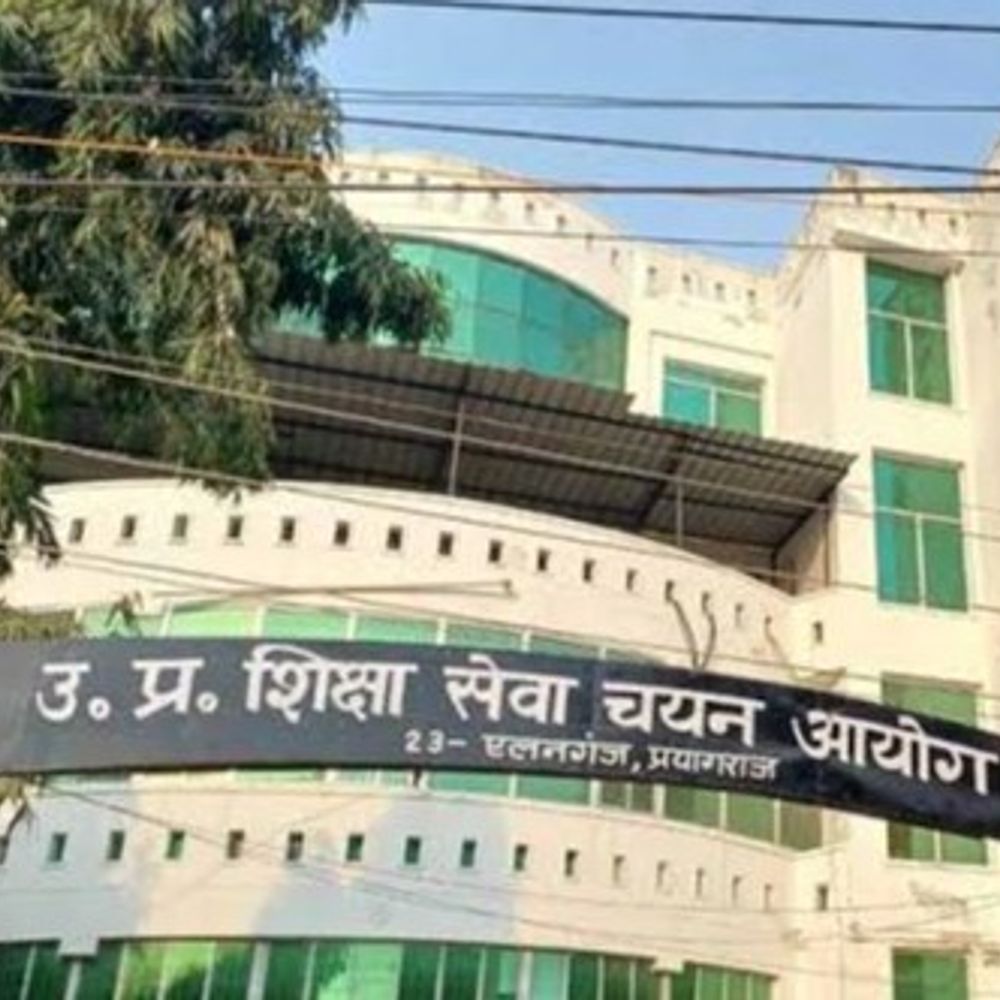 उ. प्र. शिक्षा सेवा चयन आयोग
23- एलनगंज, प्रयागराज